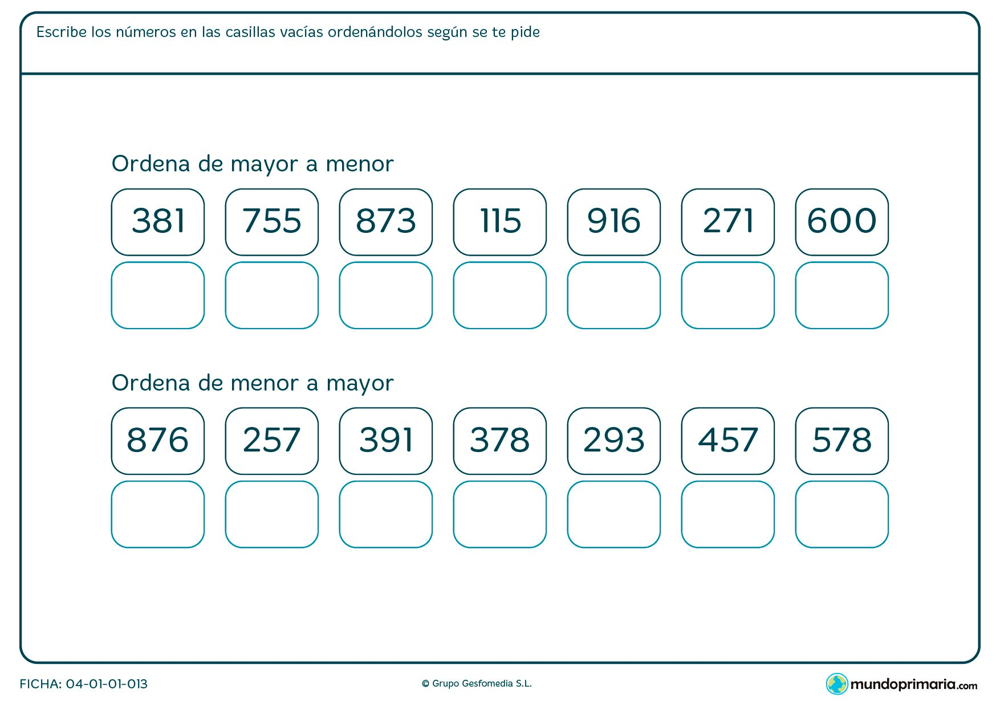 Escribe los números en las casillas vacías ordenándolos según se te pide
Ordena de mayor a menor
381 755 873 115 916 271 600
Ordena de menor a mayor
876 257 391 378 293 457 578
FICHA: 04-01-01-013 © Grupo Gesfomedia S.L. mundoprimaria.com